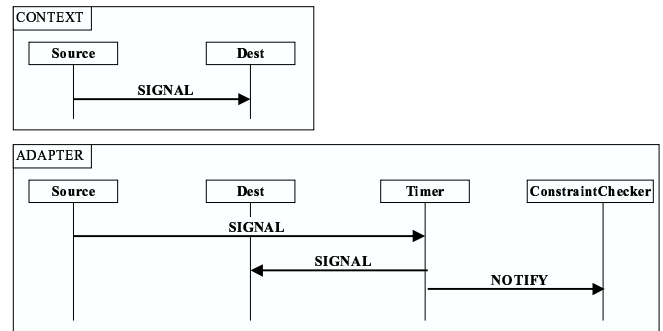 CONTEXT
Source Dest
SIGNAL
ADAPTER
Source Dest Timer ConstraintChecker
SIGNAL
SIGNAL
NOTIFY